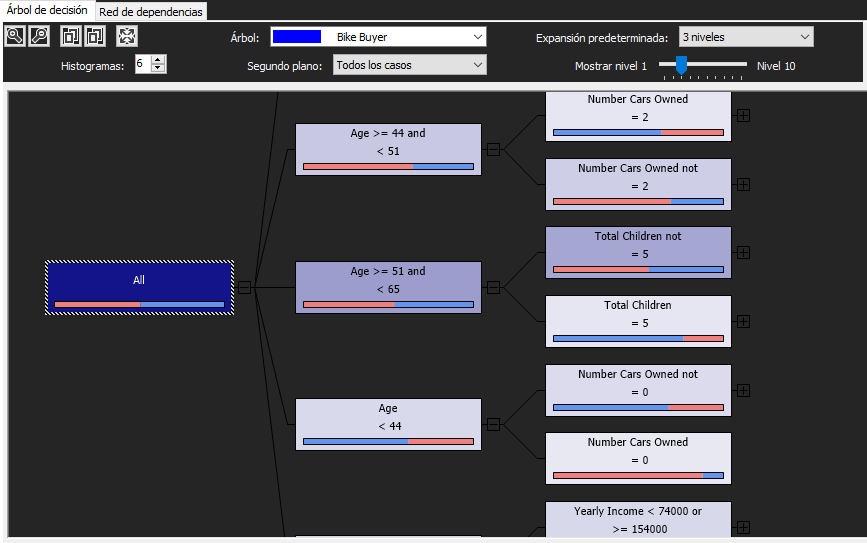 Árbol de decisión Red de dependencias
Árbol: Bike Buyer Expansión predeterminada: 3 niveles
Histogramas: 6 Segundo plano: Todos los casos Mostrar nivel 1 Nivel 10
Number Cars Owned
= 2
Age >= 44 and
< 51
Number Cars Owned not
= 2
Total Children not
= 5
All
Age >= 51 and
< 65
Total Children
= 5
Number Cars Owned not
= 0
Age
< 44
Number Cars Owned
= 0
Yearly Income < 74000 or
>= 154000